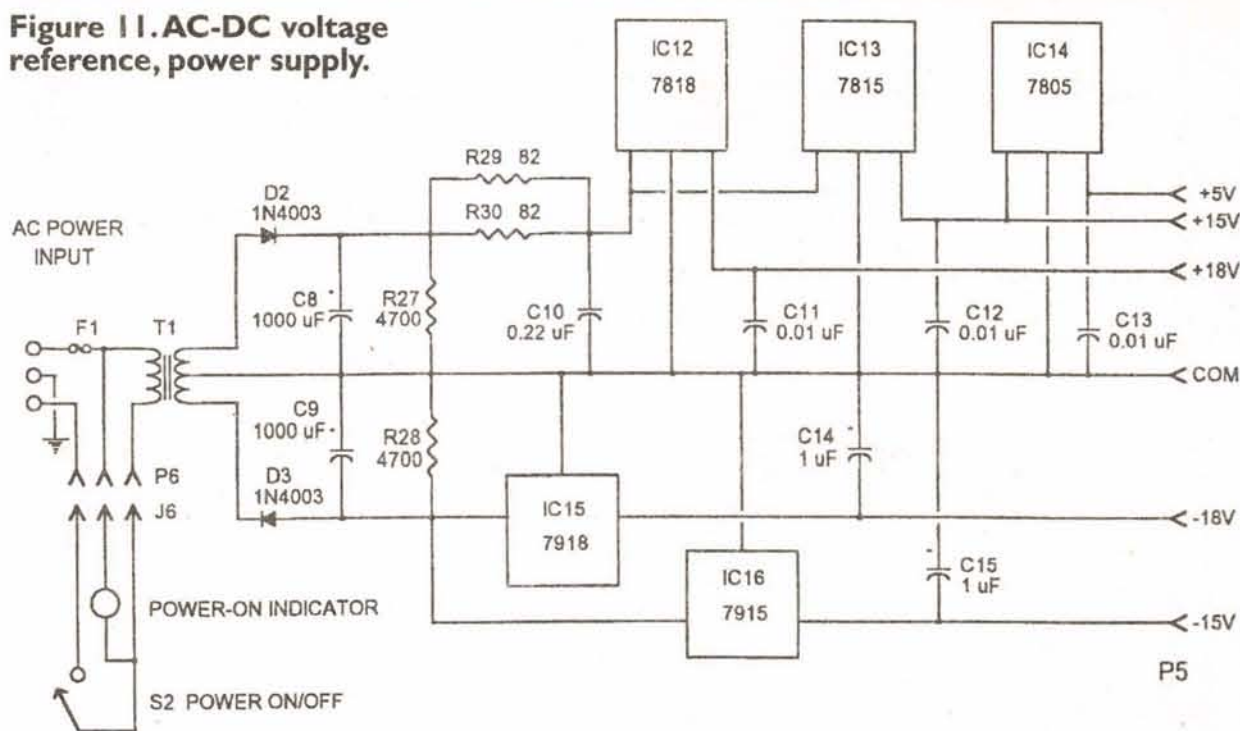 Figure 11. AC-DC voltage
reference, power supply.
IC12
7818
IC13
7815
IC14
7805
R29 82
R30 82
D2
1N4003
AC POWER
INPUT
+5V
+15V
+18V
F1
T1
C8
1000 uF
R27
4700
C10
0.22 uF
C11
0.01 uF
C12
0.01 uF
C13
0.01 uF
COM
C9
1000 uF
R28
4700
C14
1 uF
D3
1N4003
P6
J6
IC15
7918
-18V
IC16
7915
C15
1 uF
POWER-ON INDICATOR
-15V
P5
S2 POWER ON/OFF